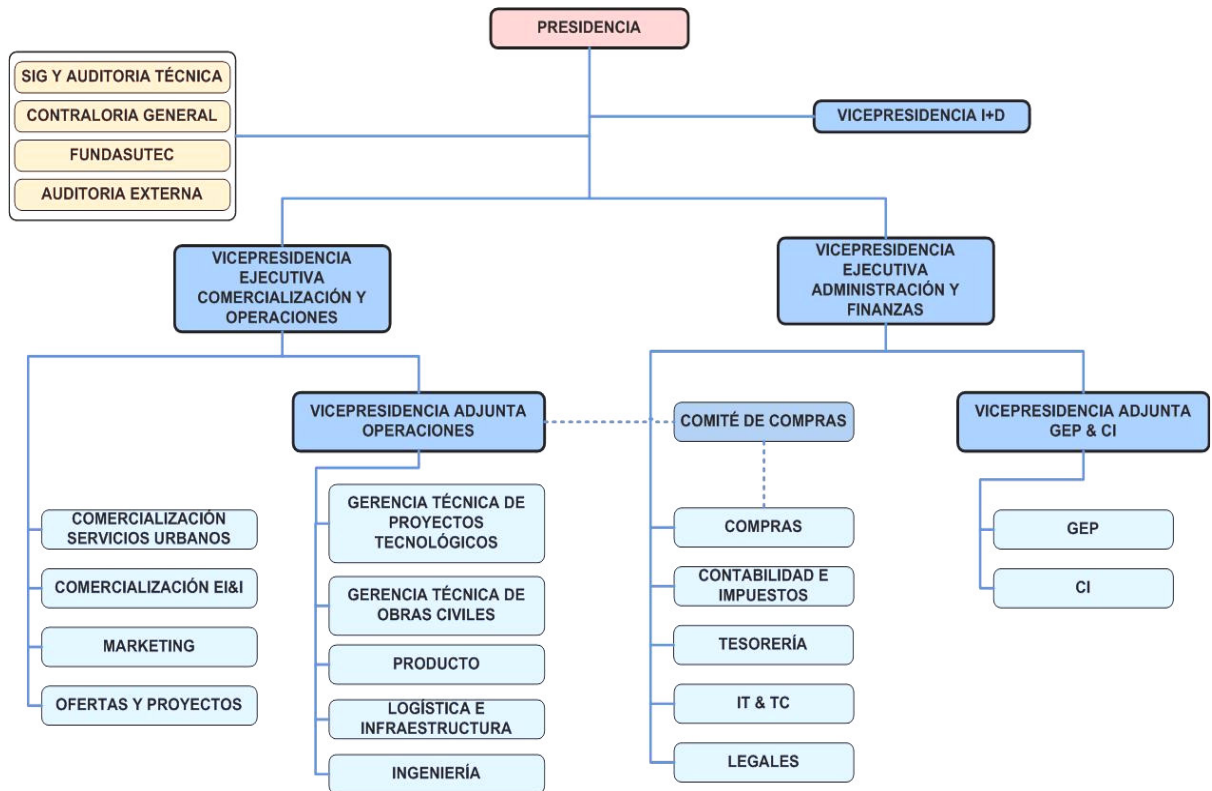 PRESIDENCIA
SIG Y AUDITORIA TÉCNICA
CONTRALORIA GENERAL
FUNDASUTEC
AUDITORIA EXTERNA
VICEPRESIDENCIA I+D
VICEPRESIDENCIA
EJECUTIVA
COMERCIALIZACIÓN Y
OPERACIONES
VICEPRESIDENCIA
EJECUTIVA
ADMINISTRACIÓN Y
FINANZAS
VICEPRESIDENCIA ADJUNTA
OPERACIONES
COMITÉ DE COMPRAS
VICEPRESIDENCIA ADJUNTA
GEP & CI
COMERCIALIZACIÓN
SERVICIOS URBANOS
COMERCIALIZACIÓN EI&I
MARKETING
OFERTAS Y PROYECTOS
GERENCIA TÉCNICA DE
PROYECTOS
TECNOLÓGICOS
GERENCIA TÉCNICA DE
OBRAS CIVILES
PRODUCTO
LOGÍSTICA E
INFRAESTRUCTURA
INGENIERÍA
COMPRAS
CONTABILIDAD E
IMPUESTOS
TESORERÍA
IT & TC
LEGALES
GEP
CI